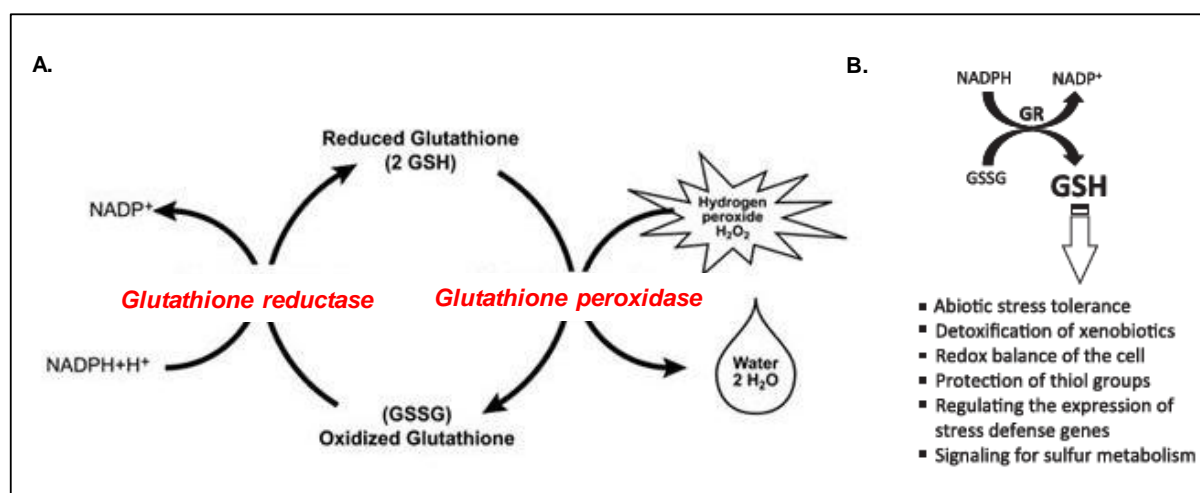 A.
Reduced Glutathione
(2 GSH)
NADP⁺
Hydrogen
peroxide
H₂O₂
Glutathione reductase
Glutathione peroxidase
NADPH+H⁺
Water
2 H₂O
(GSSG)
Oxidized Glutathione
B.
NADPH
NADP⁺
GR
GSSG
GSH
▪ Abiotic stress tolerance
▪ Detoxification of xenobiotics
▪ Redox balance of the cell
▪ Protection of thiol groups
▪ Regulating the expression of
stress defense genes
▪ Signaling for sulfur metabolism